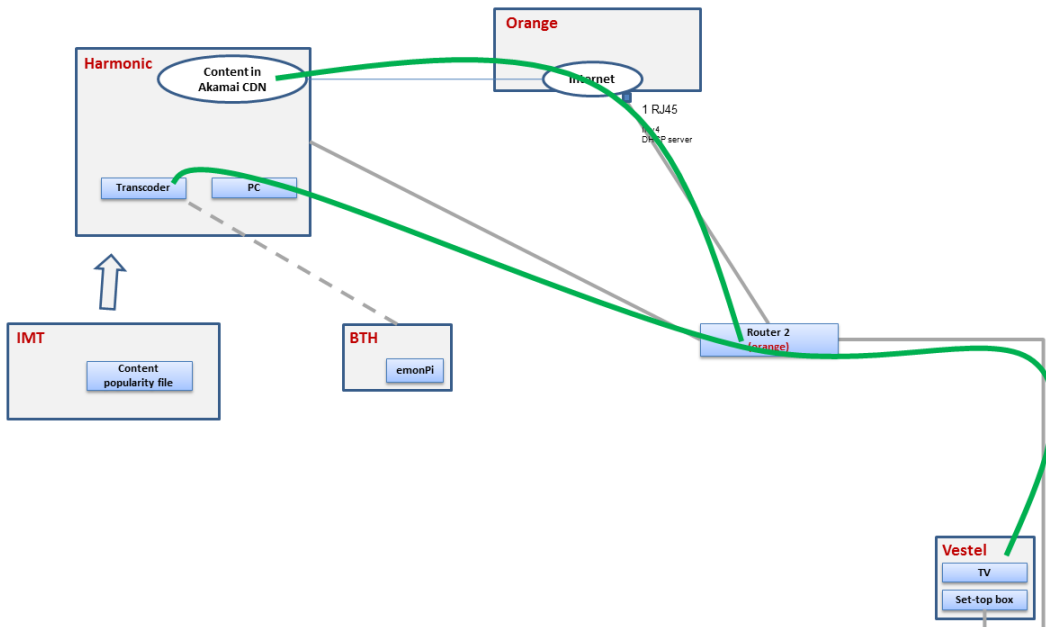 Orange
Harmonic
Content in
Akamai CDN
Internet
1 RJ45
DHCP server
Transcoder
PC
IMT
Content
popularity file
BTH
emonPi
Router 2
(orange)
Vestel
TV
Set-top box